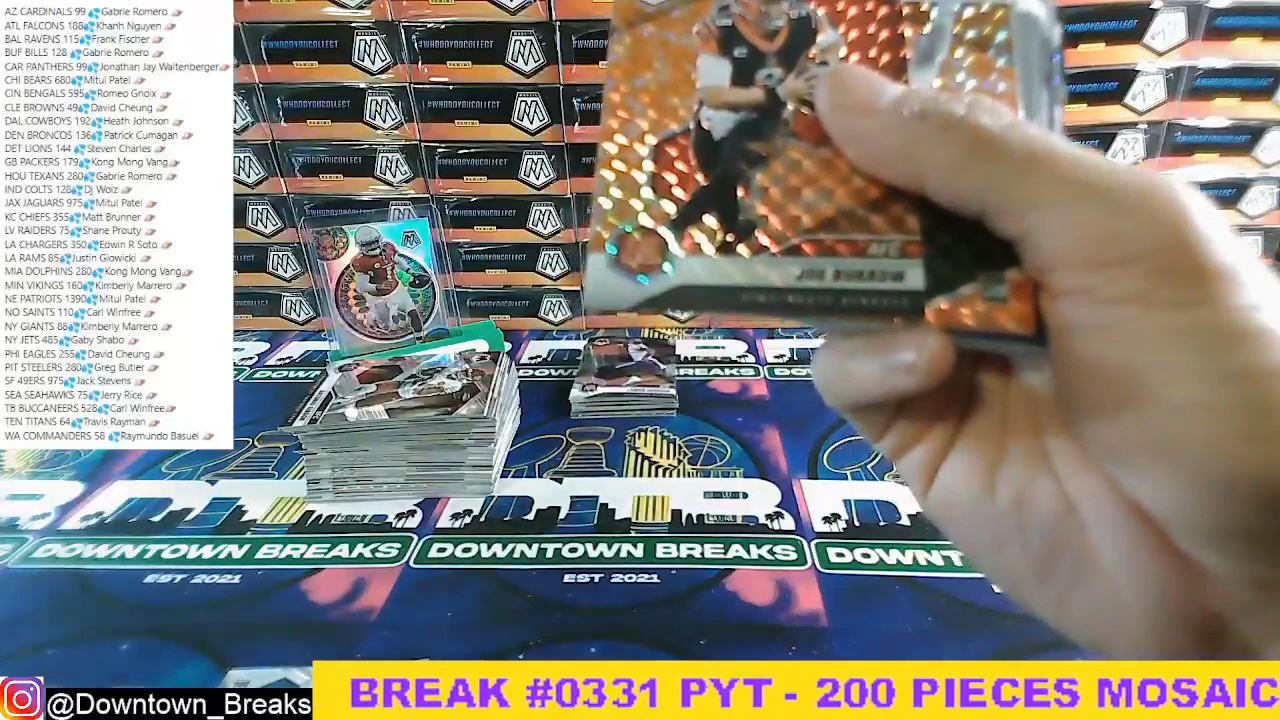 AZ CARDINALS 99 Gabrie Romero
ATL FALCONS 188 Khanh Nguyen
BAL RAVENS 115 Frank Fischer
BUF BILLS 128 Gabrie Romero
CAR PANTHERS 99 Jonathan Jay Waltenberger
CHI BEARS 680 Mitul Patel
CIN BENGALS 595 Romeo Gnoix
CLE BROWNS 49 David Cheung
DAL COWBOYS 192 Heath Johnson
DEN BRONCOS 136 Patrick Cumagan
DET LIONS 144 Steven Charles
GB PACKERS 179 Kong Mong Vang
HOU TEXANS 280 Gabrie Romero
IND COLTS 128 DJ Woiz
JAX JAGUARS 975 Mitul Patel
KC CHIEFS 355 Matt Brunner
LV RAIDERS 75 Shane Prouty
LA CHARGERS 350 Edwin R Soto
LA RAMS 65 Justin Glowicki
MIA DOLPHINS 280 Kong Mong Vang
MIN VIKINGS 160 Kimberly Marrero
NE PATRIOTS 1390 Mitul Patel
NO SAINTS 110 Carl Winfree
NY GIANTS 88 Kimberly Marrero
NY JETS 485 Gaby Szabo
PHI EAGLES 255 David Cheung
PIT STEELERS 280 Greg Butler
SF 49ERS 975 Jack Stevens
SEA SEAHAWKS 75 Jerry Rice
TB BUCCANEERS 528 Carl Winfree
TEN TITANS 64 Travis Rayman
WA COMMANDERS 58 Raymundo Basuel
#WHODOYOUCOLLECT
PANINI
AFC
JOE BURROW
DTB
DOWNTOWN BREAKS
EST 2021
DOWNTOWN BREAKS
EST 2021
DOWNT
@Downtown_Breaks
BREAK #0331 PYT - 200 PIECES MOSAIC